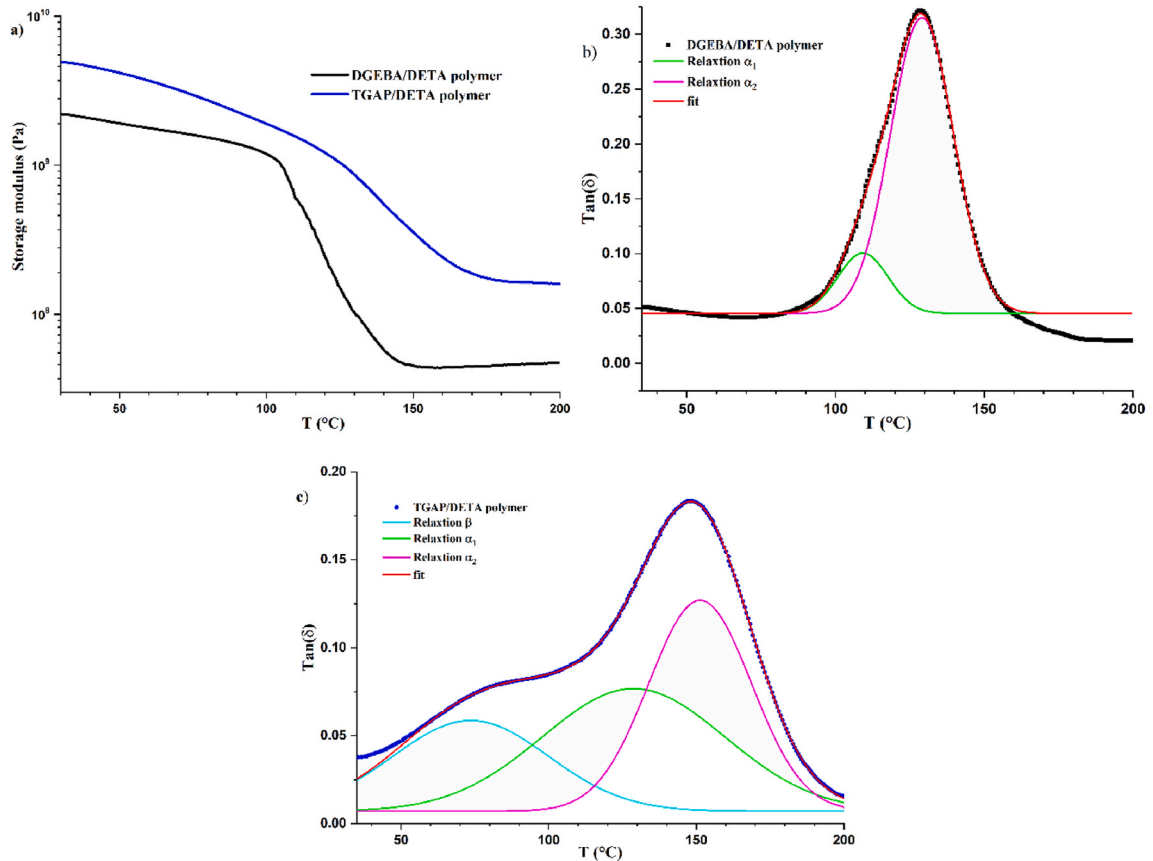 a)
10¹⁰
10⁹
10⁸
Storage modulus (Pa)
DGEBA/DETA polymer
TGAP/DETA polymer
50 100 150 200
T (°C)
b)
0.30
0.25
0.20
0.15
0.10
0.05
0.00
Tan(δ)
DGEBA/DETA polymer
Relaxtion α₁
Relaxtion α₂
fit
50 100 150 200
T (°C)
c)
0.20
0.15
0.10
0.05
0.00
Tan(δ)
TGAP/DETA polymer
Relaxtion β
Relaxtion α₁
Relaxtion α₂
fit
50 100 150 200
T (°C)